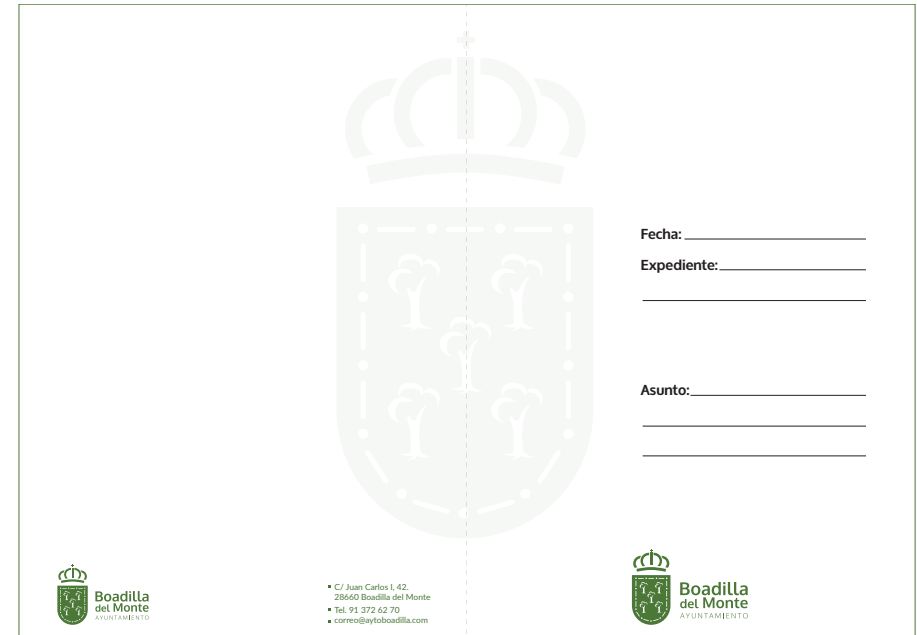 Fecha:
Expediente:
Asunto:
Boadilla
del Monte
AYUNTAMIENTO
C/ Juan Carlos I, 42.
28660 Boadilla del Monte
Tel. 91 372 62 70
correo@aytoboadilla.com
Boadilla
del Monte
AYUNTAMIENTO